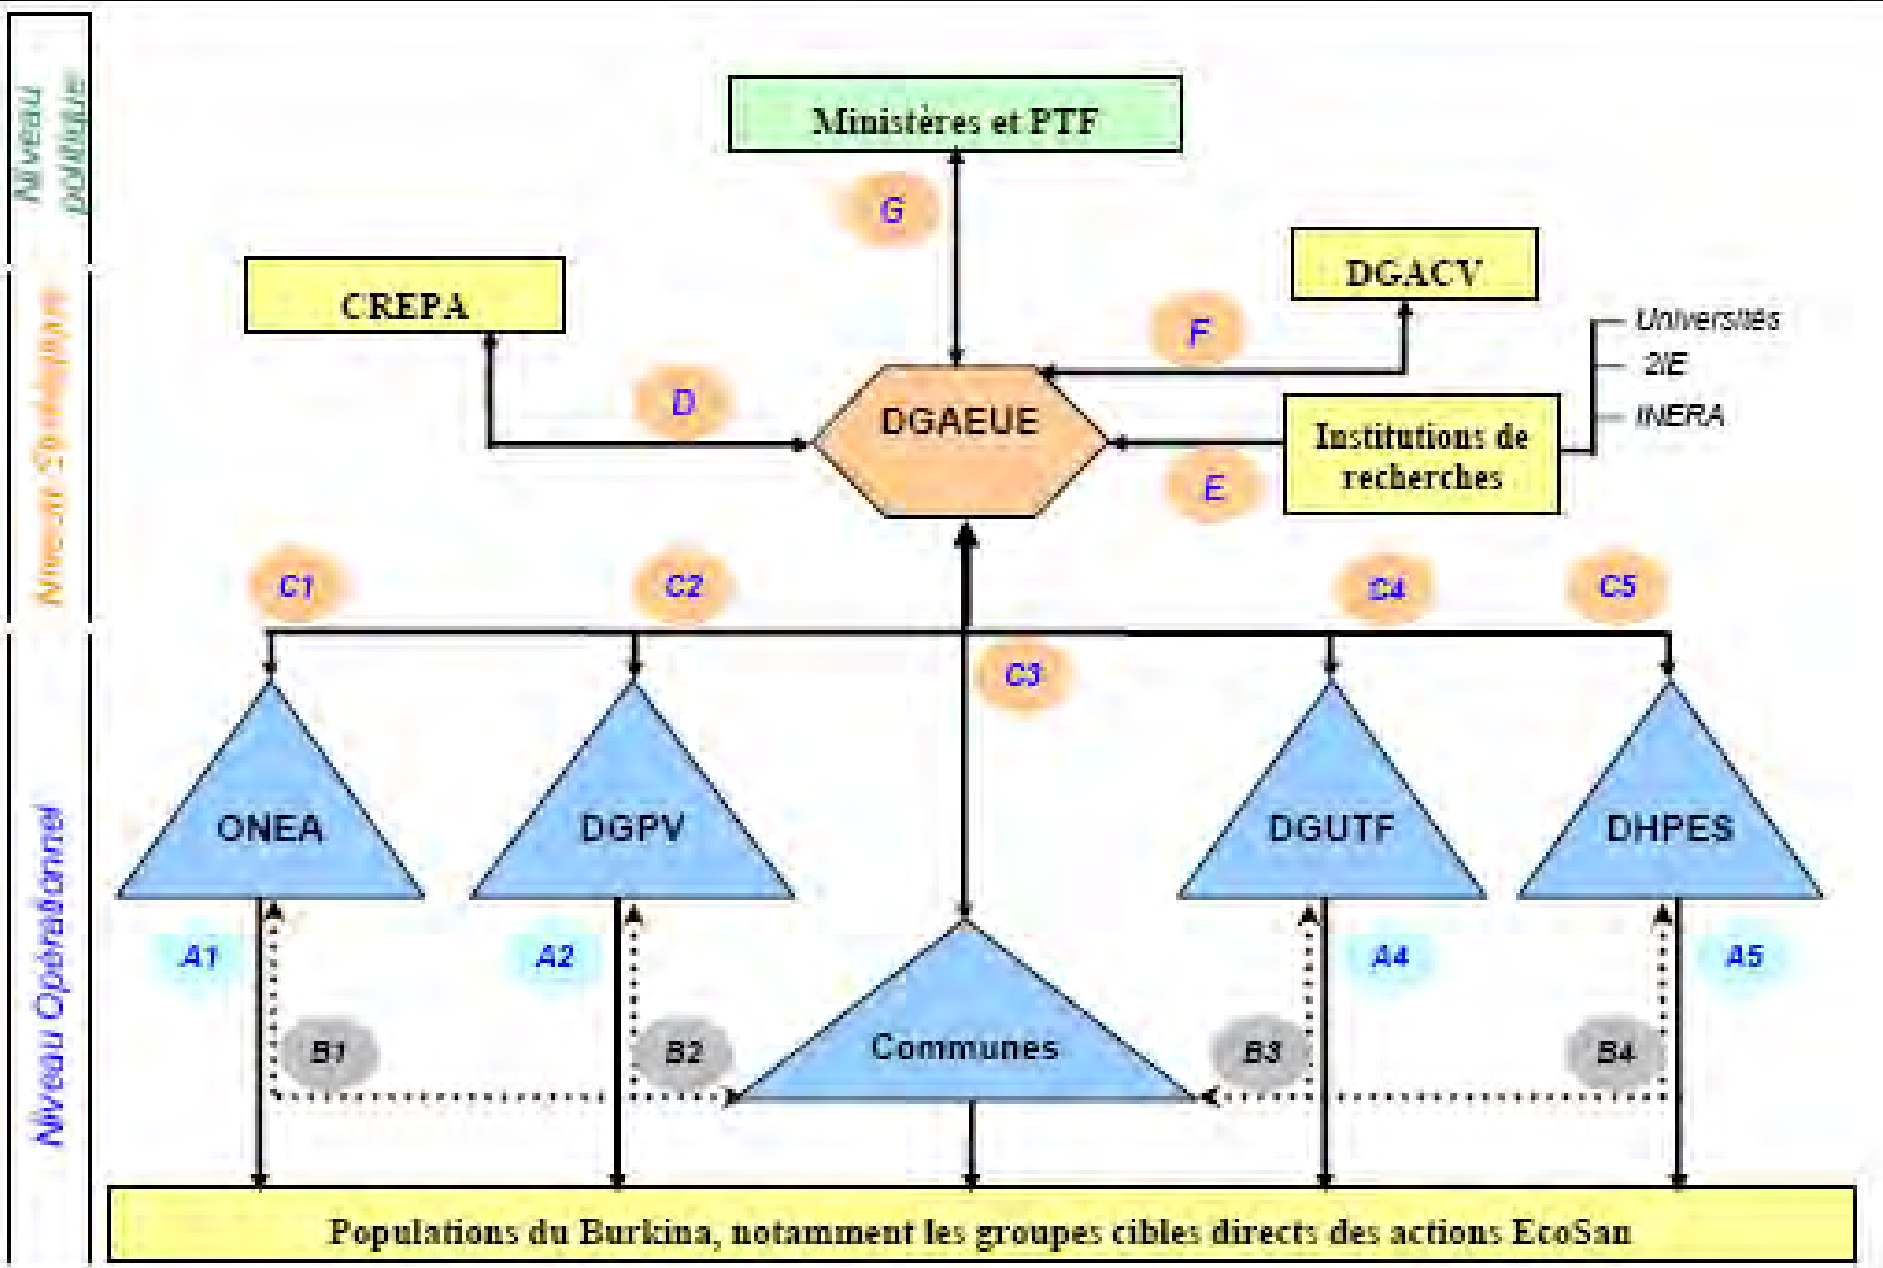 Niveau
politique
Ministères et PTF
G
DGACV
CREPA
F
Universités
2IE
INERA
D
DGAEUE
Institutions de
recherches
E
Niveau Stratégique
C1
C2
C4
C5
C3
ONEA
DGPV
DGUTF
DHPES
A1
A2
A4
A5
Niveau Opérationnel
B1
B2
Communes
B3
B4
Populations du Burkina, notamment les groupes cibles directs des actions EcoSan